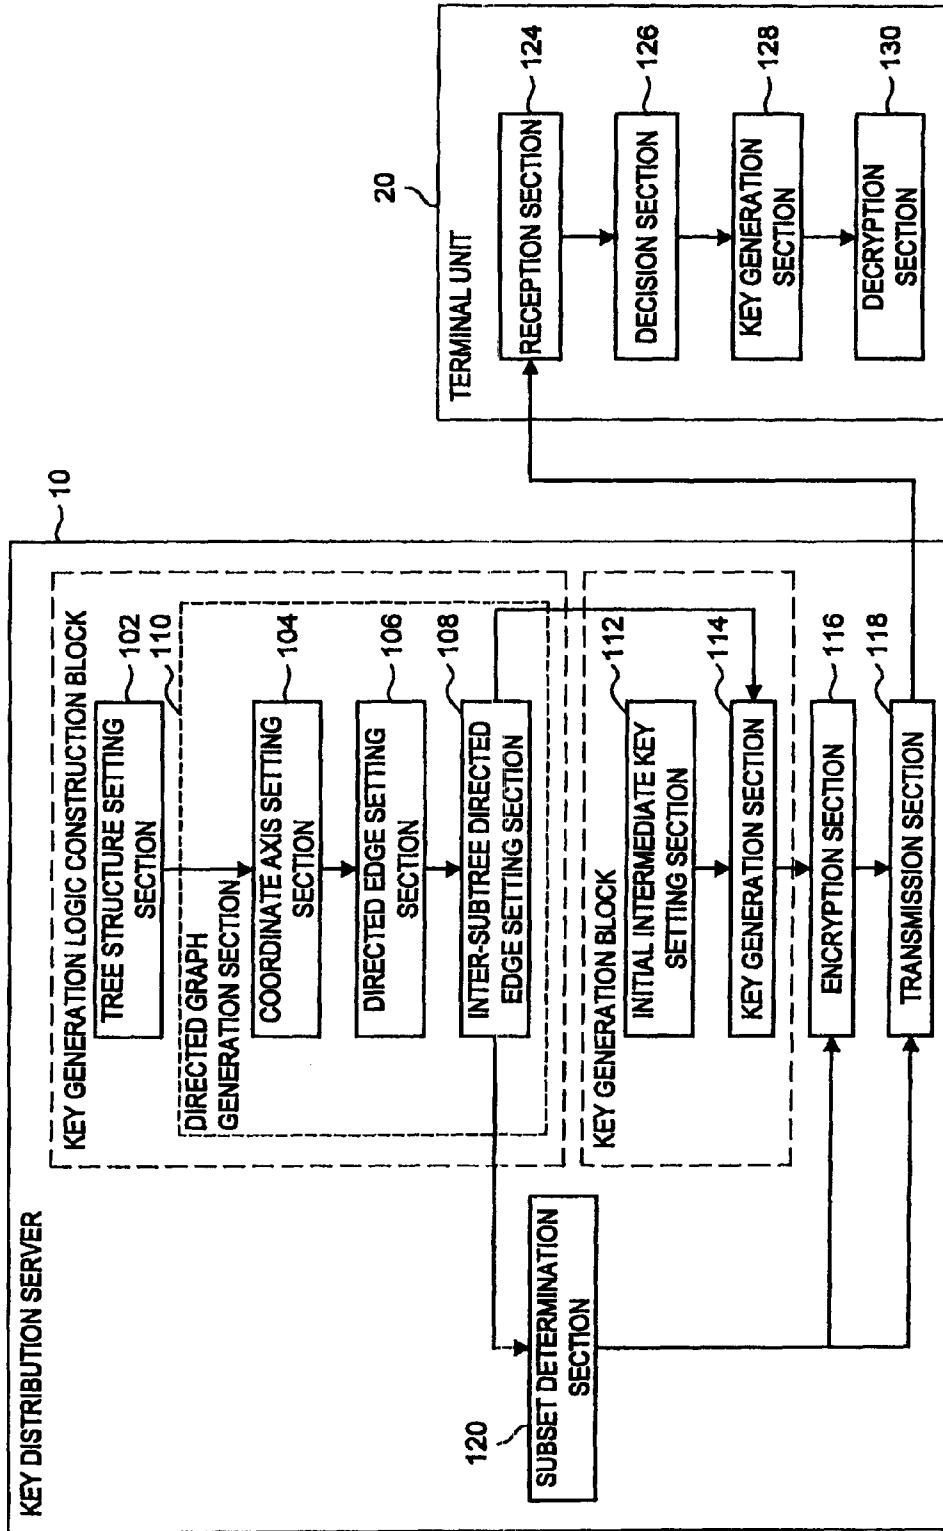 KEY DISTRIBUTION SERVER
10
KEY GENERATION LOGIC CONSTRUCTION BLOCK
TREE STRUCTURE SETTING
SECTION
102
110
DIRECTED GRAPH
GENERATION SECTION
COORDINATE AXIS SETTING
SECTION
104
DIRECTED EDGE SETTING
SECTION
106
INTER-SUBTREE DIRECTED
EDGE SETTING SECTION
108
120
SUBSET DETERMINATION
SECTION
KEY GENERATION BLOCK
INITIAL INTERMEDIATE KEY
SETTING SECTION
112
KEY GENERATION SECTION
114
ENCRYPTION SECTION
116
TRANSMISSION SECTION
118
20
TERMINAL UNIT
RECEPTION SECTION
124
DECISION SECTION
126
KEY GENERATION
SECTION
128
DECRYPTION
SECTION
130